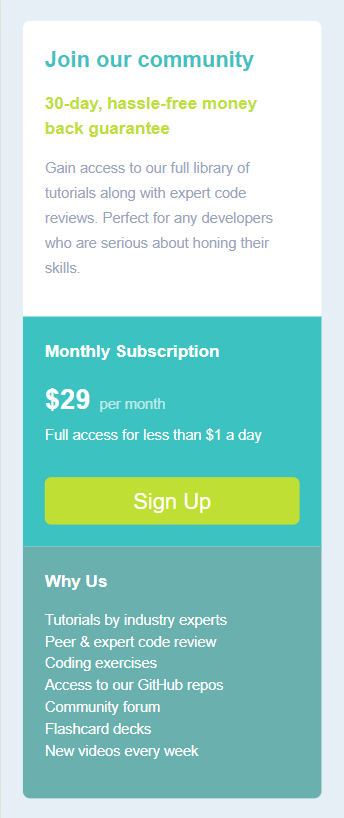 Join our community
30-day, hassle-free money
back guarantee
Gain access to our full library of
tutorials along with expert code
reviews. Perfect for any developers
who are serious about honing their
skills.
Monthly Subscription
$29 per month
Full access for less than $1 a day
Sign Up
Why Us
Tutorials by industry experts
Peer & expert code review
Coding exercises
Access to our GitHub repos
Community forum
Flashcard decks
New videos every week